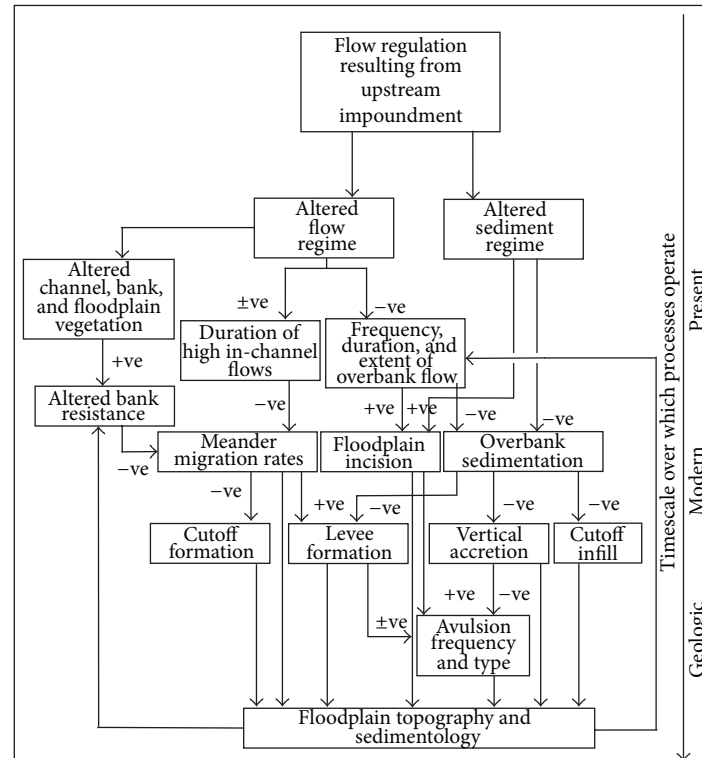 Flow regulation
resulting from
upstream
impoundment
Altered
flow
regime
Altered
sediment
regime
Altered
channel, bank,
and floodplain
vegetation
±ve
−ve
Duration of
high in-channel
flows
Frequency,
duration, and
extent of
overbank flow
+ve
Altered bank
resistance
−ve
+ve
+ve
−ve
−ve
−ve
Meander
migration rates
Floodplain
incision
Overbank
sedimentation
−ve
+ve
−ve
−ve
−ve
Cutoff
formation
Levee
formation
Vertical
accretion
Cutoff
infill
±ve
+ve
−ve
Avulsion
frequency
and type
Floodplain topography and
sedimentology
Timescale over which processes operate
Present
Modern
Geologic